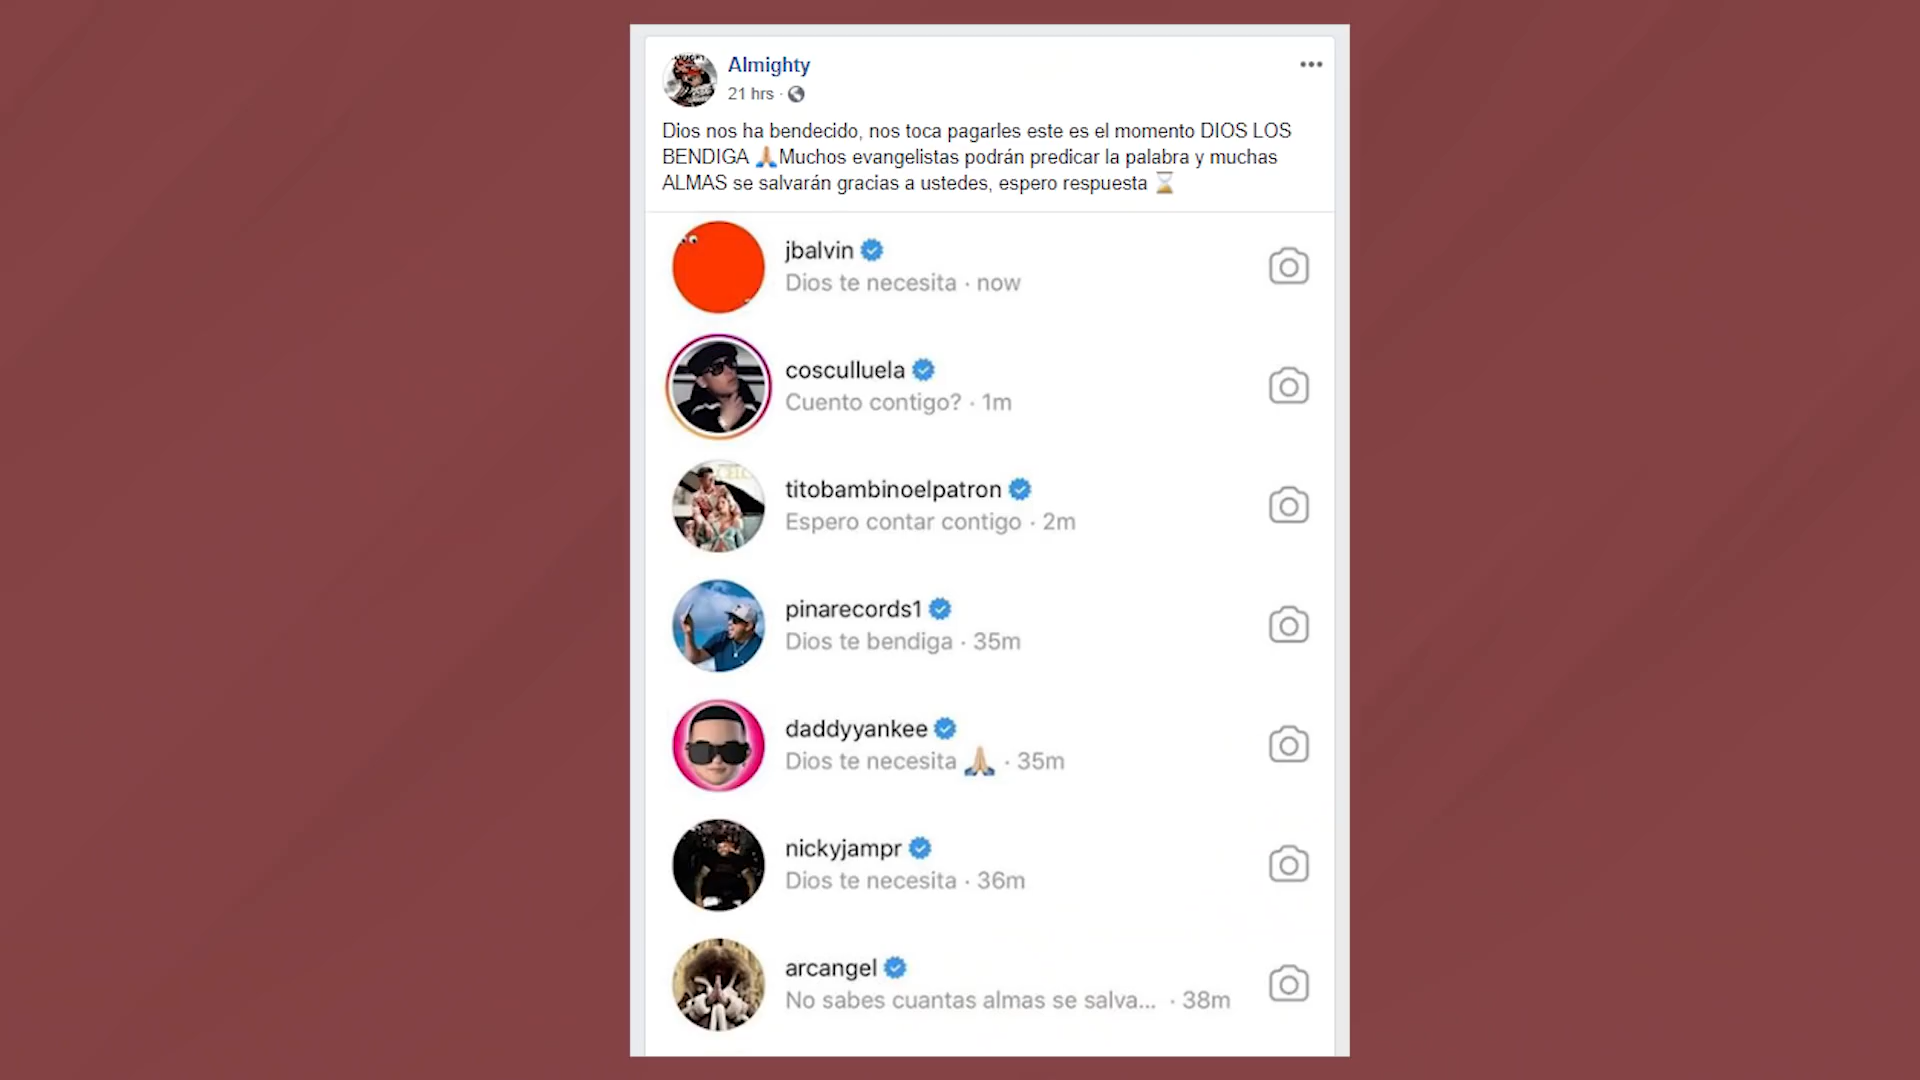 Almighty
21 hrs ·
Dios nos ha bendecido, nos toca pagarles este es el momento DIOS LOS
BENDIGA 🙏Muchos evangelistas podrán predicar la palabra y muchas
ALMAS se salvarán gracias a ustedes, espero respuesta ⏳
jbalvin
Dios te necesita · now
cosculluela
Cuento contigo? · 1m
titobambinoelpatron
Espero contar contigo · 2m
pinarecords1
Dios te bendiga · 35m
daddyyankee
Dios te necesita 🙏 · 35m
nickyjampr
Dios te necesita · 36m
arcangel
No sabes cuantas almas se salva... · 38m